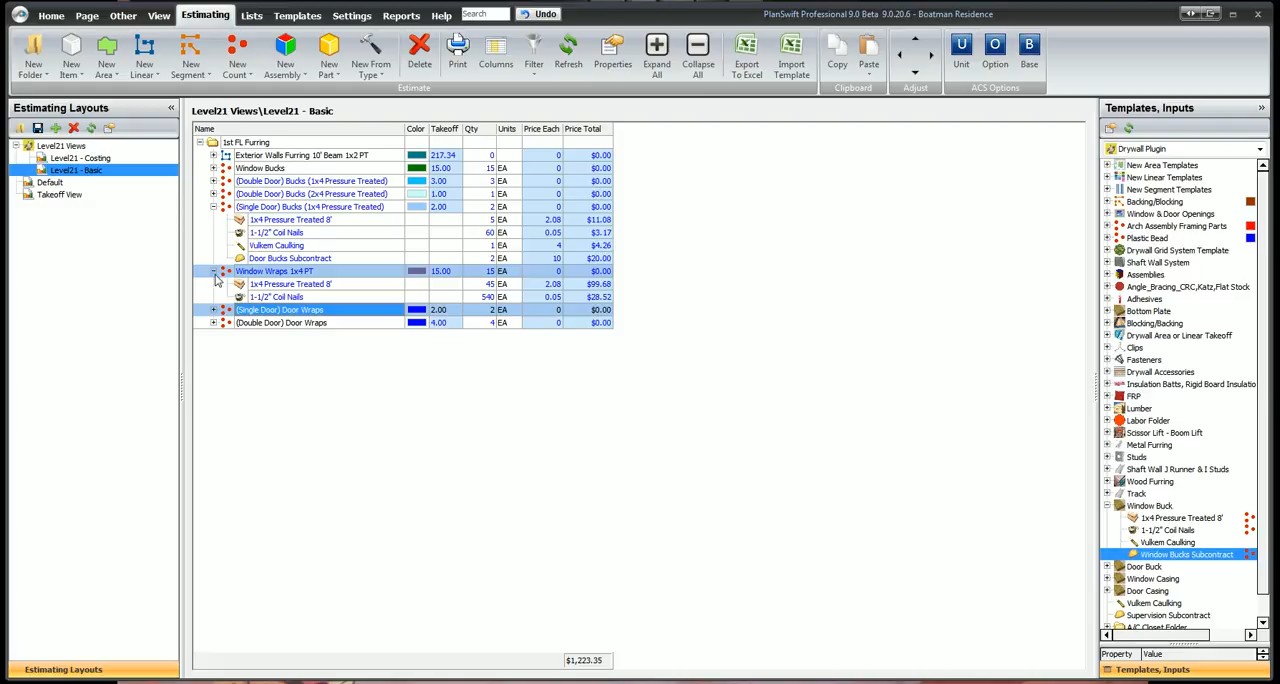 Home Page Other View Estimating Lists Templates Settings Reports Help Search Undo
PlanSwift Professional 9.0 Beta 9.0.20.6 - Boatman Residence
New Folder New Item New Area New Linear New Segment New Count New Assembly New Part New From Type Delete Print Columns Filter Refresh Properties Expand All Collapse All Export To Excel Import Template Copy Paste U Unit O Option B Base
Estimate Clipboard Adjust ACS Options
Estimating Layouts «
Level21 Views
Level21 - Costing
Level21 - Basic
Default
Takeoff View
Estimating Layouts
Level21 Views\Level21 - Basic
Name Color Takeoff Qty Units Price Each Price Total
1st FL Furring
Exterior Walls Furring 10' Beam 1x2 PT 217.34 0 0 $0.00
Window Bucks 15.00 15 EA 0 $0.00
(Double Door) Bucks (1x4 Pressure Treated) 3.00 3 EA 0 $0.00
(Double Door) Bucks (2x4 Pressure Treated) 1.00 1 EA 0 $0.00
(Single Door) Bucks (1x4 Pressure Treated) 2.00 2 EA 0 $0.00
1x4 Pressure Treated 8' 5 EA 2.08 $11.08
1-1/2" Coil Nails 60 EA 0.05 $3.17
Vulkem Caulking 1 EA 4 $4.26
Door Bucks Subcontract 2 EA 10 $20.00
Window Wraps 1x4 PT 15.00 15 EA 0 $0.00
1x4 Pressure Treated 8' 45 EA 2.08 $99.68
1-1/2" Coil Nails 540 EA 0.05 $28.52
(Single Door) Door Wraps 2.00 2 EA 0 $0.00
(Double Door) Door Wraps 4.00 4 EA 0 $0.00
$1,223.35
Templates, Inputs »
Drywall Plugin
New Area Templates
New Linear Templates
New Segment Templates
Backing/Blocking
Window & Door Openings
Arch Assembly Framing Parts
Plastic Bead
Drywall Grid System Template
Shaft Wall System
Assemblies
Angle_Bracing_CRC,Katz,Flat Stock
Adhesives
Bottom Plate
Blocking/Backing
Drywall Area or Linear Takeoff
Clips
Fasteners
Drywall Accessories
Insulation Batts, Rigid Board Insulatio
FRP
Lumber
Labor Folder
Scissor Lift - Boom Lift
Metal Furring
Studs
Shaft Wall J Runner & I Studs
Wood Furring
Track
Window Buck
1x4 Pressure Treated 8'
1-1/2" Coil Nails
Vulkem Caulking
Window Bucks Subcontract
Door Buck
Window Casing
Door Casing
Vulkem Caulking
Supervision Subcontract
A/C Closet Folder
Property Value
Templates, Inputs